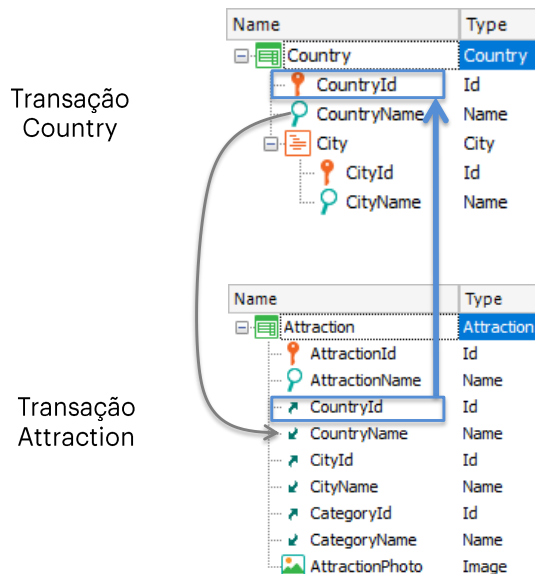 Name Type
Country Country
CountryId Id
Transação
Country
CountryName Name
City City
CityId Id
CityName Name
Name Type
Attraction Attraction
AttractionId Id
AttractionName Name
Transação
Attraction
CountryId Id
CountryName Name
CityId Id
CityName Name
CategoryId Id
CategoryName Name
AttractionPhoto Image